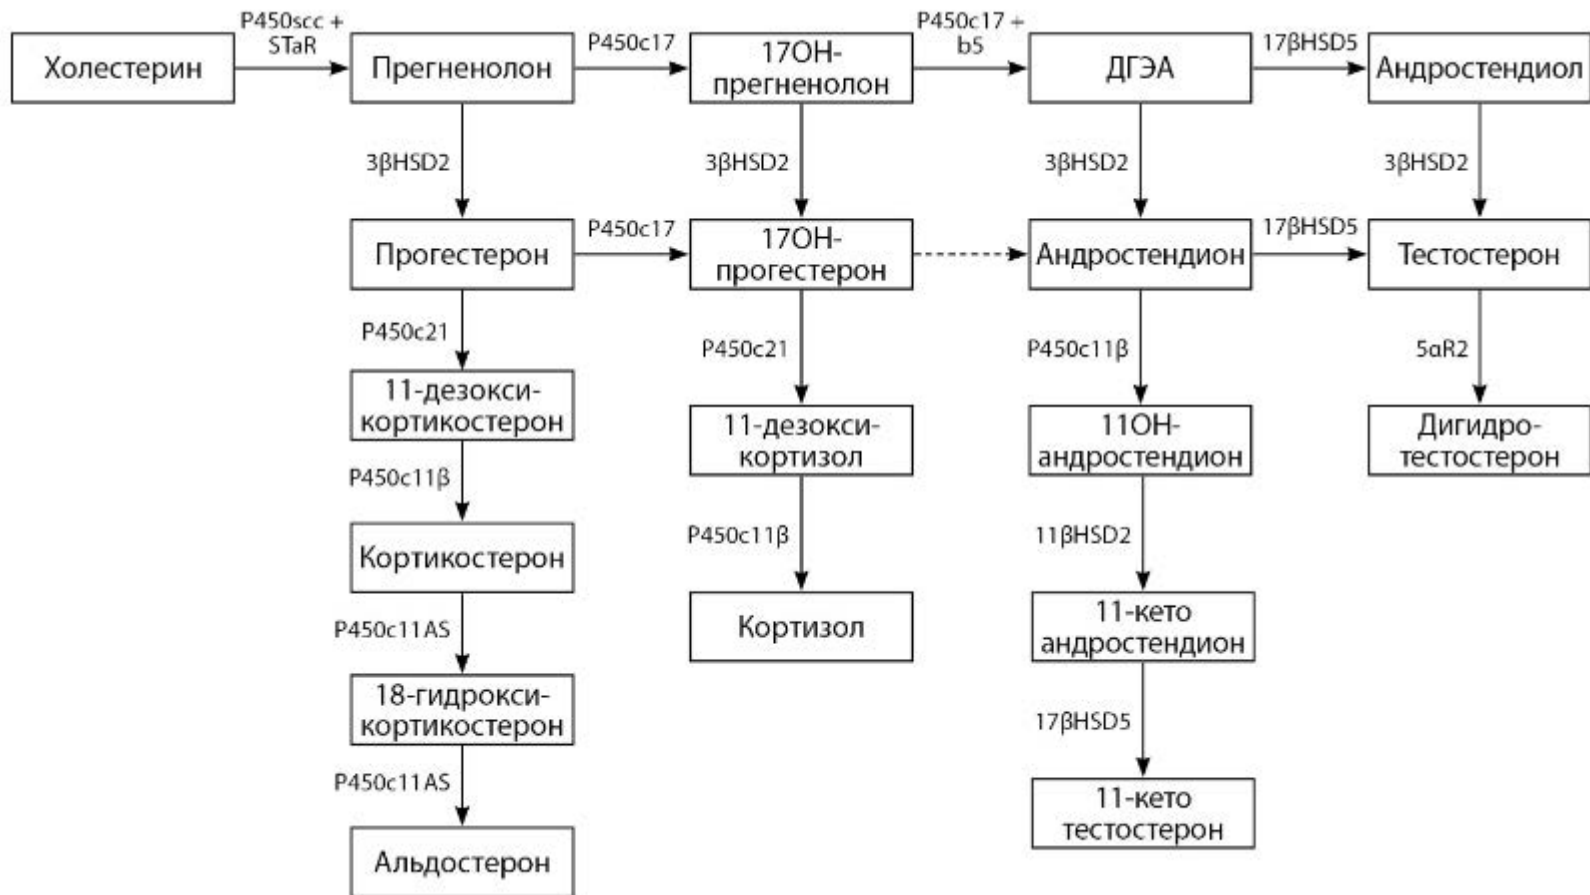 P450scc +
STaR
P450c17
P450c17 +
b5
17βHSD5
Холестерин
Прегненолон
17ОН-
прегненолон
ДГЭА
Андростендиол
3βHSD2
3βHSD2
3βHSD2
3βHSD2
P450c17
17βHSD5
Прогестерон
17ОН-
прогестерон
Андростендион
Тестостерон
P450c21
P450c21
P450c11β
5αR2
11-дезокси-
кортикостерон
11-дезокси-
кортизол
11ОН-
андростендион
Дигидро-
тестостерон
P450c11β
P450c11β
11βHSD2
Кортикостерон
Кортизол
11-кето
андростендион
P450c11AS
18-гидрокси-
кортикостерон
17βHSD5
P450c11AS
11-кето
тестостерон
Альдостерон